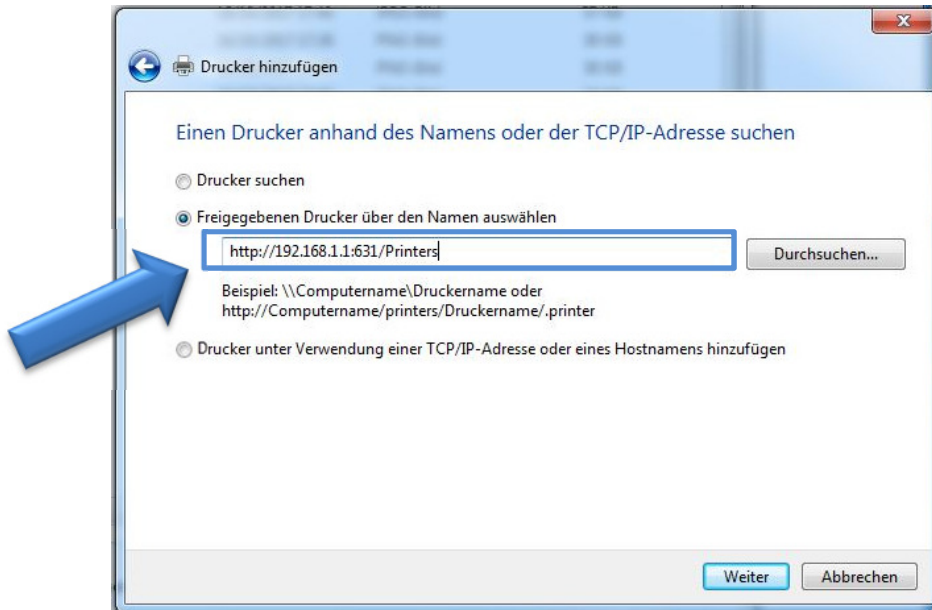 Drucker hinzufügen
Einen Drucker anhand des Namens oder der TCP/IP-Adresse suchen
Drucker suchen
Freigegebenen Drucker über den Namen auswählen
http://192.168.1.1:631/Printers
Durchsuchen...
Beispiel: \\Computername\Druckername oder
http://Computername/printers/Druckername/.printer
Drucker unter Verwendung einer TCP/IP-Adresse oder eines Hostnamens hinzufügen
Weiter
Abbrechen